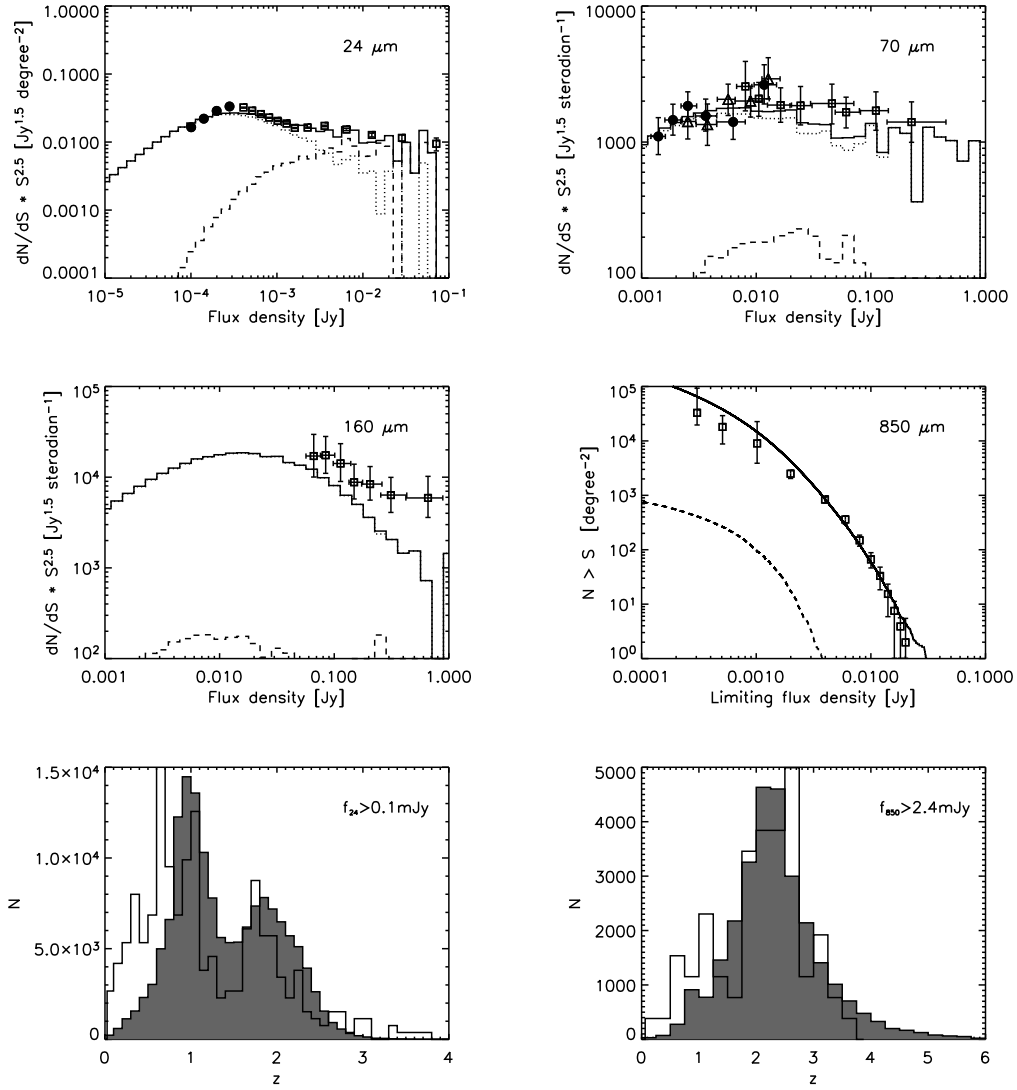 24 μm
dN/dS * S^2.5 [Jy^1.5 degree^−2]
1.0000
0.1000
0.0100
0.0010
0.0001
10^−5 10^−4 10^−3 10^−2 10^−1
Flux density [Jy]
70 μm
dN/dS * S^2.5 [Jy^1.5 steradian^−1]
10000
1000
100
0.001 0.010 0.100 1.000
Flux density [Jy]
160 μm
dN/dS * S^2.5 [Jy^1.5 steradian^−1]
10^5
10^4
10^3
10^2
0.001 0.010 0.100 1.000
Flux density [Jy]
850 μm
N > S [degree^−2]
10^5
10^4
10^3
10^2
10^1
10^0
0.0001 0.0010 0.0100 0.1000
Limiting flux density [Jy]
f_24>0.1mJy
N
1.5×10^4
1.0×10^4
5.0×10^3
0
0 1 2 3 4
z
f_850>2.4mJy
N
5000
4000
3000
2000
1000
0
0 1 2 3 4 5 6
z